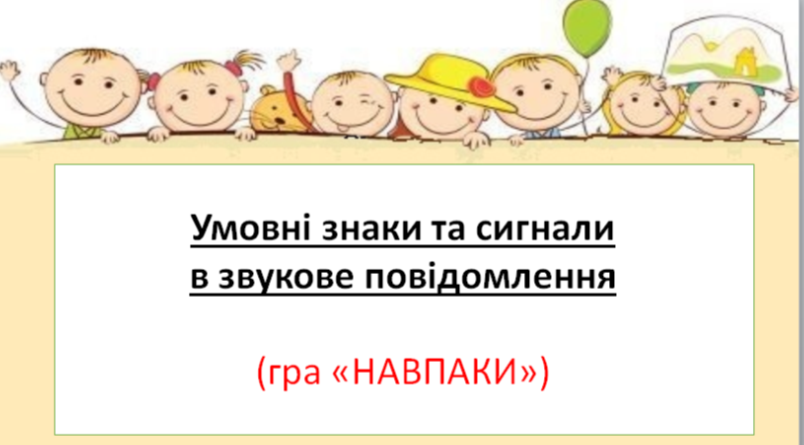 Умовні знаки та сигнали
в звукове повідомлення
(гра «НАВПАКИ»)